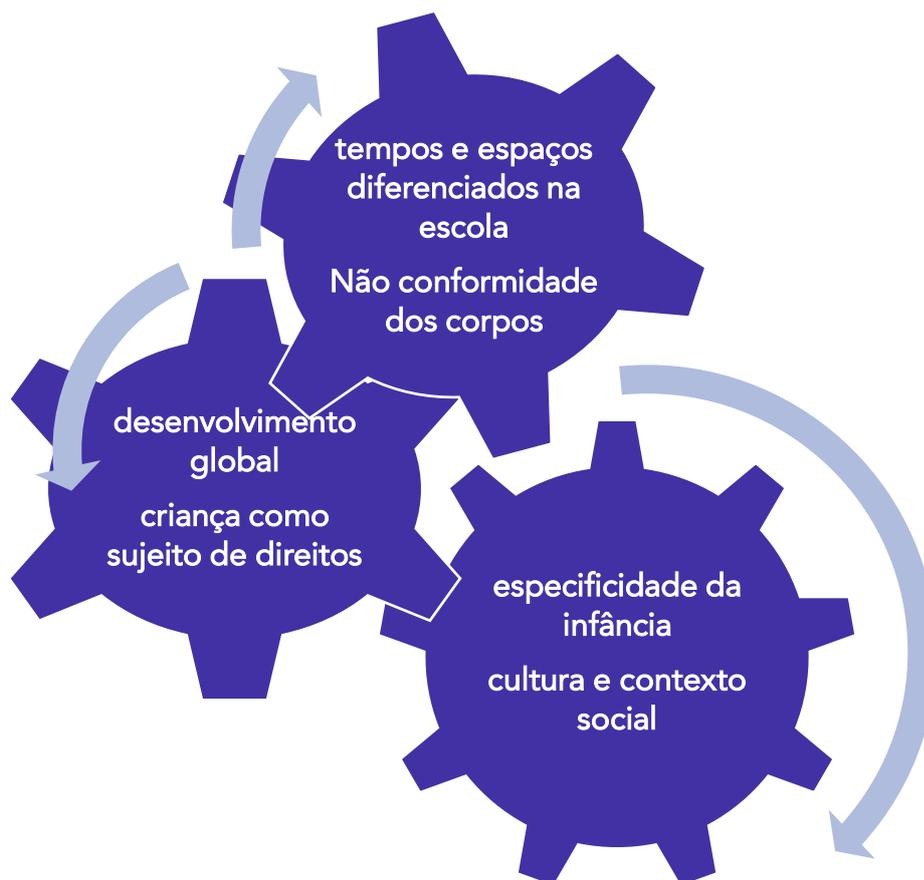 tempos e espaços
diferenciados na
escola
Não conformidade
dos corpos
desenvolvimento
global
criança como
sujeito de direitos
especificidade da
infância
cultura e contexto
social